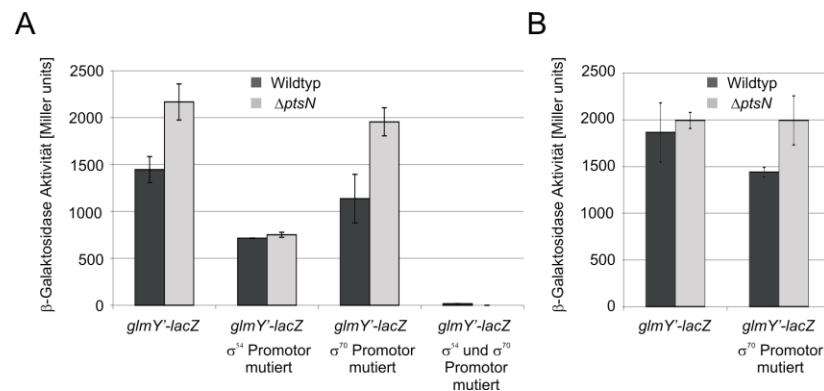 A
β-Galaktosidase Aktivität [Miller units]
2500
2000
1500
1000
500
0
Wildtyp
ΔptsN
glmY'-lacZ
glmY'-lacZ
σ⁵⁴ Promotor
mutiert
glmY'-lacZ
σ⁷⁰ Promotor
mutiert
glmY'-lacZ
σ⁵⁴ und σ⁷⁰
Promotor
mutiert
B
β-Galaktosidase Aktivität [Miller units]
2500
2000
1500
1000
500
0
Wildtyp
ΔptsN
glmY'-lacZ
glmY'-lacZ
σ⁷⁰ Promotor
mutiert